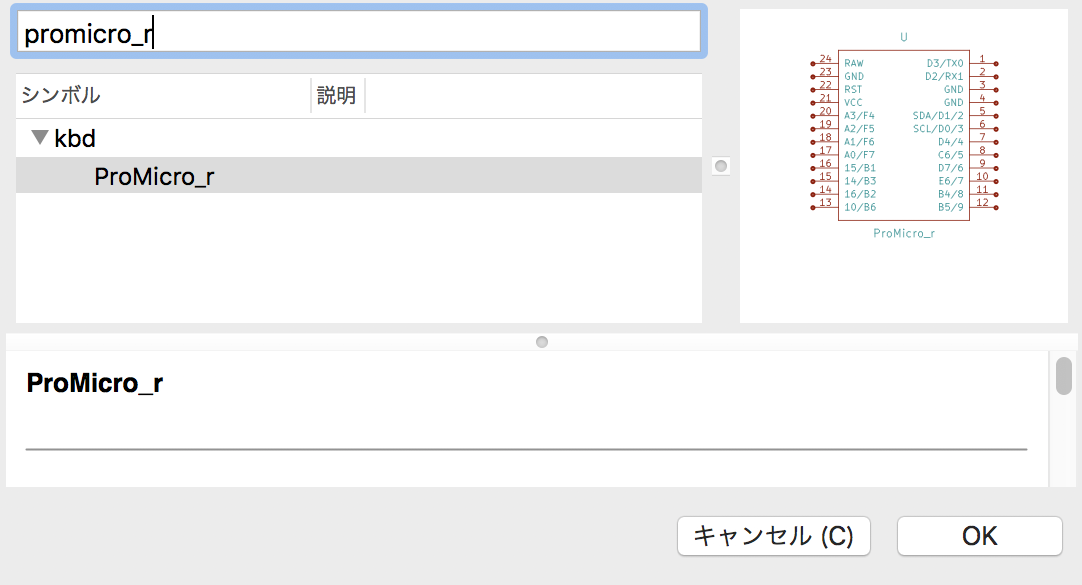 promicro_r
シンボル 説明
kbd
ProMicro_r
U
24 RAW D3/TX0 1
23 GND D2/RX1 2
22 RST GND 3
21 VCC GND 4
20 A3/F4 SDA/D1/2 5
19 A2/F5 SCL/D0/3 6
18 A1/F6 D4/4 7
17 A0/F7 C6/5 8
16 15/B1 D7/6 9
15 14/B3 E6/7 10
14 16/B2 B4/8 11
13 10/B6 B5/9 12
ProMicro_r
ProMicro_r
キャンセル (C) OK